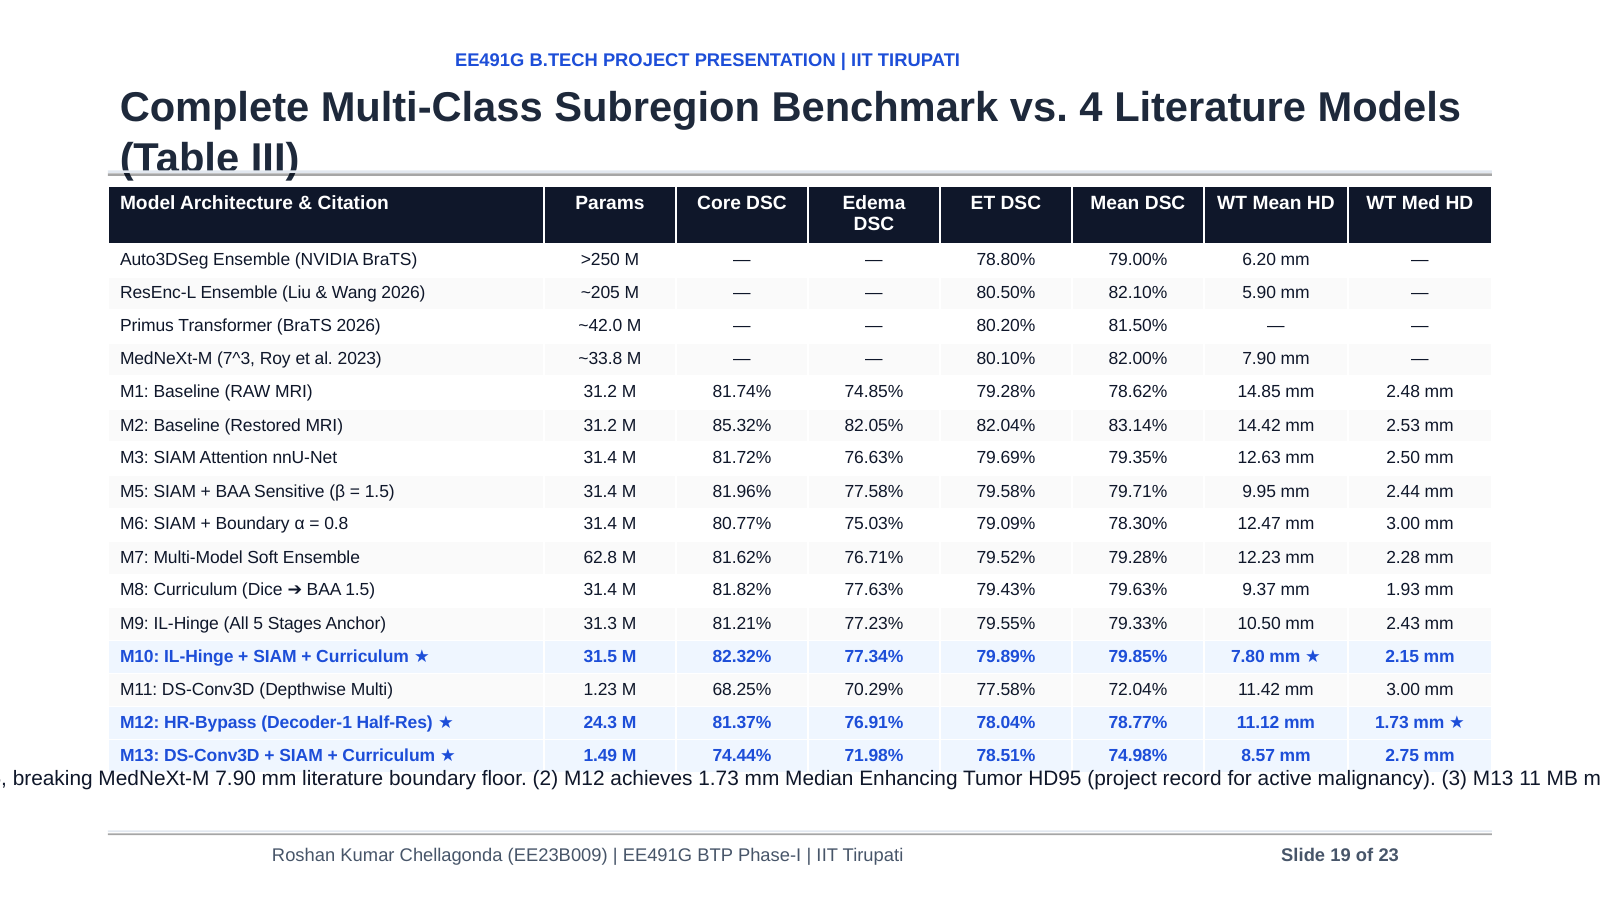 EE491G B.TECH PROJECT PRESENTATION | IIT TIRUPATI
Complete Multi-Class Subregion Benchmark vs. 4 Literature Models
(Table III)
Model Architecture & Citation Params Core DSC Edema DSC ET DSC Mean DSC WT Mean HD WT Med HD
Auto3DSeg Ensemble (NVIDIA BraTS) >250 M — — 78.80% 79.00% 6.20 mm —
ResEnc-L Ensemble (Liu & Wang 2026) ~205 M — — 80.50% 82.10% 5.90 mm —
Primus Transformer (BraTS 2026) ~42.0 M — — 80.20% 81.50% — —
MedNeXt-M (7^3, Roy et al. 2023) ~33.8 M — — 80.10% 82.00% 7.90 mm —
M1: Baseline (RAW MRI) 31.2 M 81.74% 74.85% 79.28% 78.62% 14.85 mm 2.48 mm
M2: Baseline (Restored MRI) 31.2 M 85.32% 82.05% 82.04% 83.14% 14.42 mm 2.53 mm
M3: SIAM Attention nnU-Net 31.4 M 81.72% 76.63% 79.69% 79.35% 12.63 mm 2.50 mm
M5: SIAM + BAA Sensitive (β = 1.5) 31.4 M 81.96% 77.58% 79.58% 79.71% 9.95 mm 2.44 mm
M6: SIAM + Boundary α = 0.8 31.4 M 80.77% 75.03% 79.09% 78.30% 12.47 mm 3.00 mm
M7: Multi-Model Soft Ensemble 62.8 M 81.62% 76.71% 79.52% 79.28% 12.23 mm 2.28 mm
M8: Curriculum (Dice ➔ BAA 1.5) 31.4 M 81.82% 77.63% 79.43% 79.63% 9.37 mm 1.93 mm
M9: IL-Hinge (All 5 Stages Anchor) 31.3 M 81.21% 77.23% 79.55% 79.33% 10.50 mm 2.43 mm
M10: IL-Hinge + SIAM + Curriculum ★ 31.5 M 82.32% 77.34% 79.89% 79.85% 7.80 mm ★ 2.15 mm
M11: DS-Conv3D (Depthwise Multi) 1.23 M 68.25% 70.29% 77.58% 72.04% 11.42 mm 3.00 mm
M12: HR-Bypass (Decoder-1 Half-Res) ★ 24.3 M 81.37% 76.91% 78.04% 78.77% 11.12 mm 1.73 mm ★
M13: DS-Conv3D + SIAM + Curriculum ★ 1.49 M 74.44% 71.98% 78.51% 74.98% 8.57 mm 2.75 mm
, breaking MedNeXt-M 7.90 mm literature boundary floor. (2) M12 achieves 1.73 mm Median Enhancing Tumor HD95 (project record for active malignancy). (3) M13 11 MB m
Roshan Kumar Chellagonda (EE23B009) | EE491G BTP Phase-I | IIT Tirupati
Slide 19 of 23